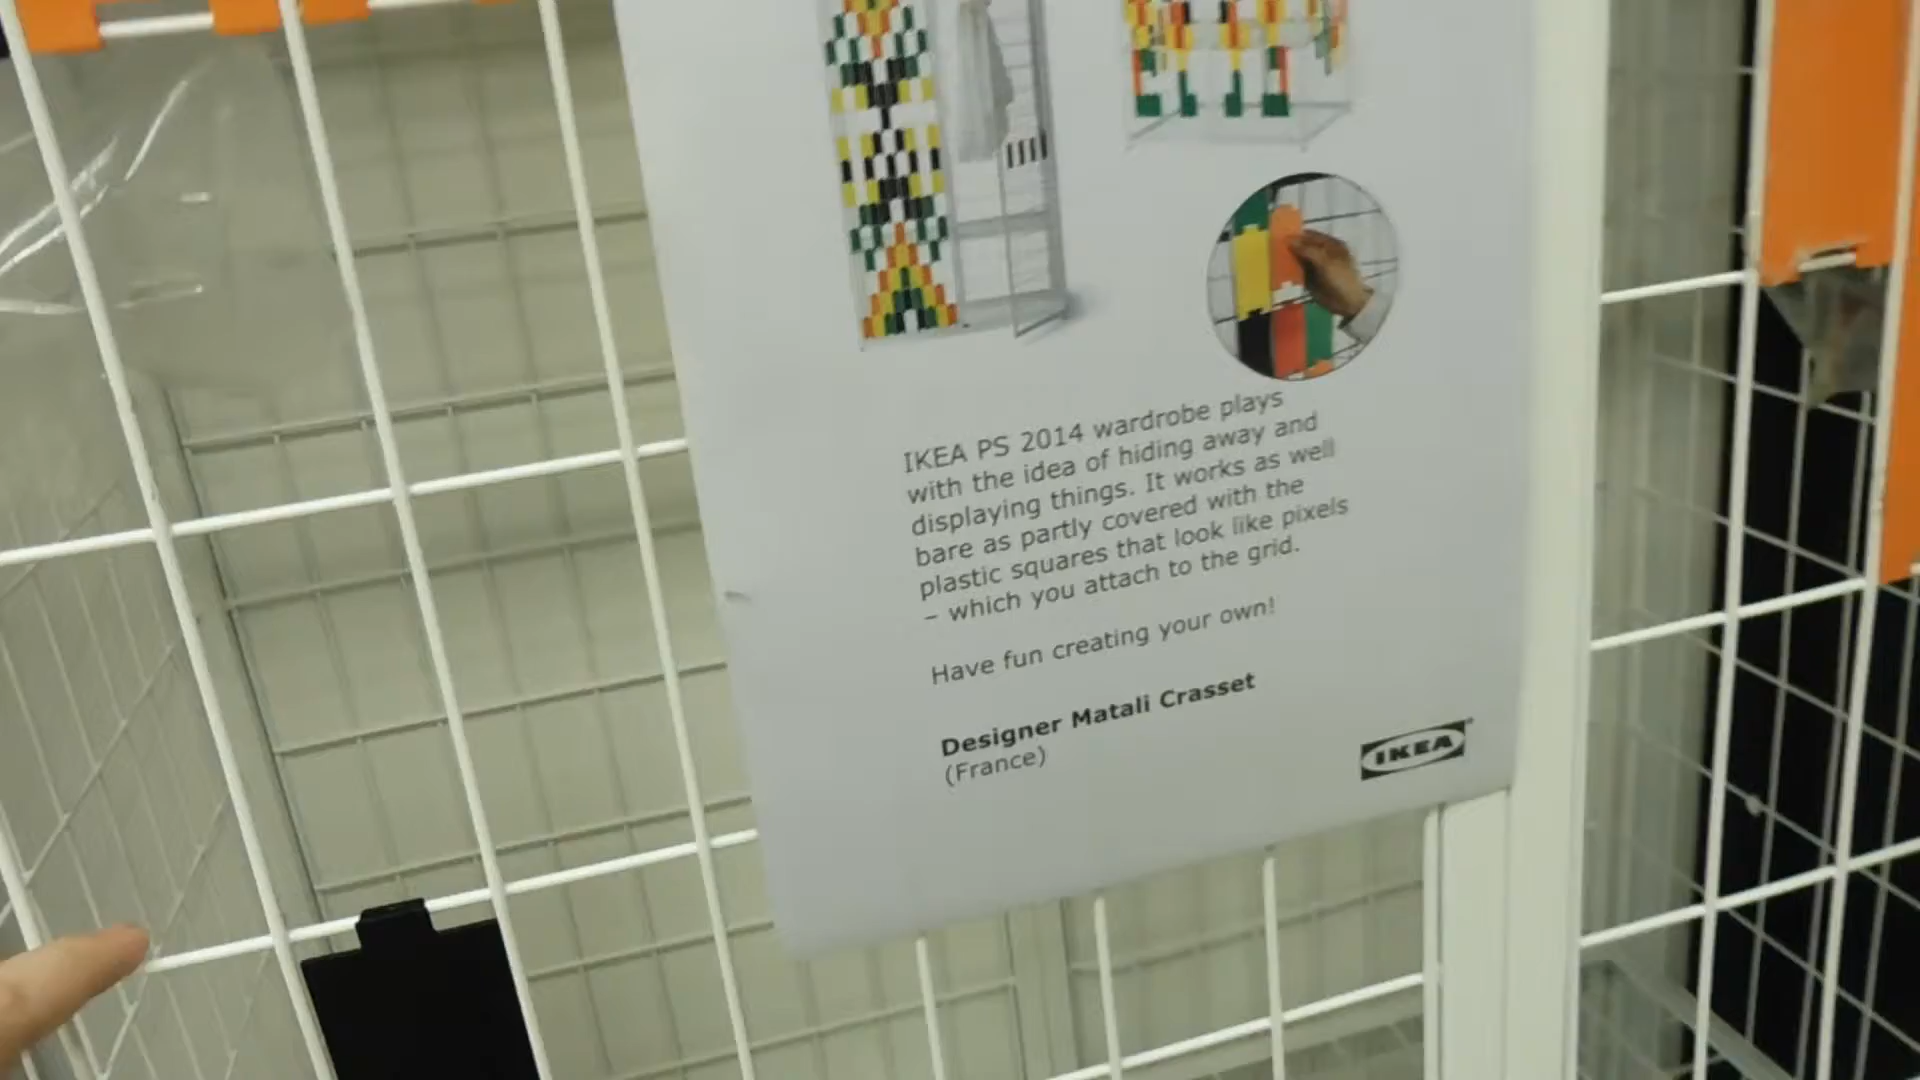 IKEA PS 2014 wardrobe plays
with the idea of hiding away and
displaying things. It works as well
bare as partly covered with the
plastic squares that look like pixels
– which you attach to the grid.
Have fun creating your own!
Designer Matali Crasset
(France)
IKEA